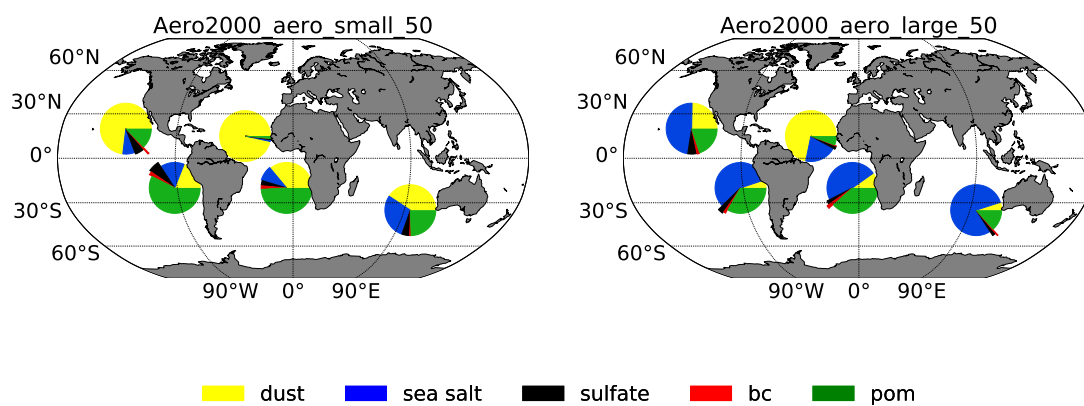 Aero2000_aero_small_50
60°N
30°N
0°
30°S
60°S
90°W 0° 90°E
Aero2000_aero_large_50
60°N
30°N
0°
30°S
60°S
90°W 0° 90°E
dust sea salt sulfate bc pom